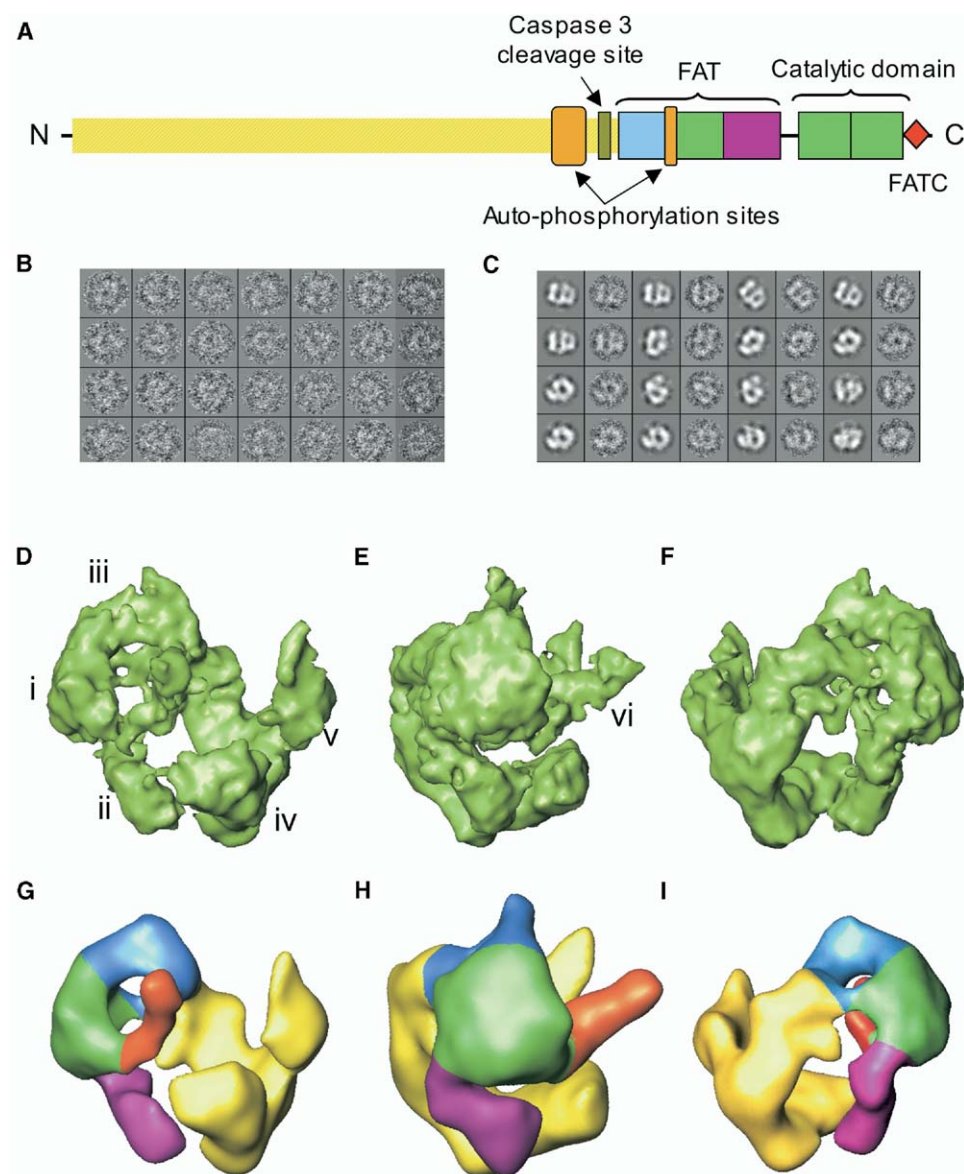 A
Caspase 3
cleavage site
FAT
Catalytic domain
N
C
FATC
Auto-phosphorylation sites
B
C
D
E
F
iii
i
ii
iv
v
vi
G
H
I